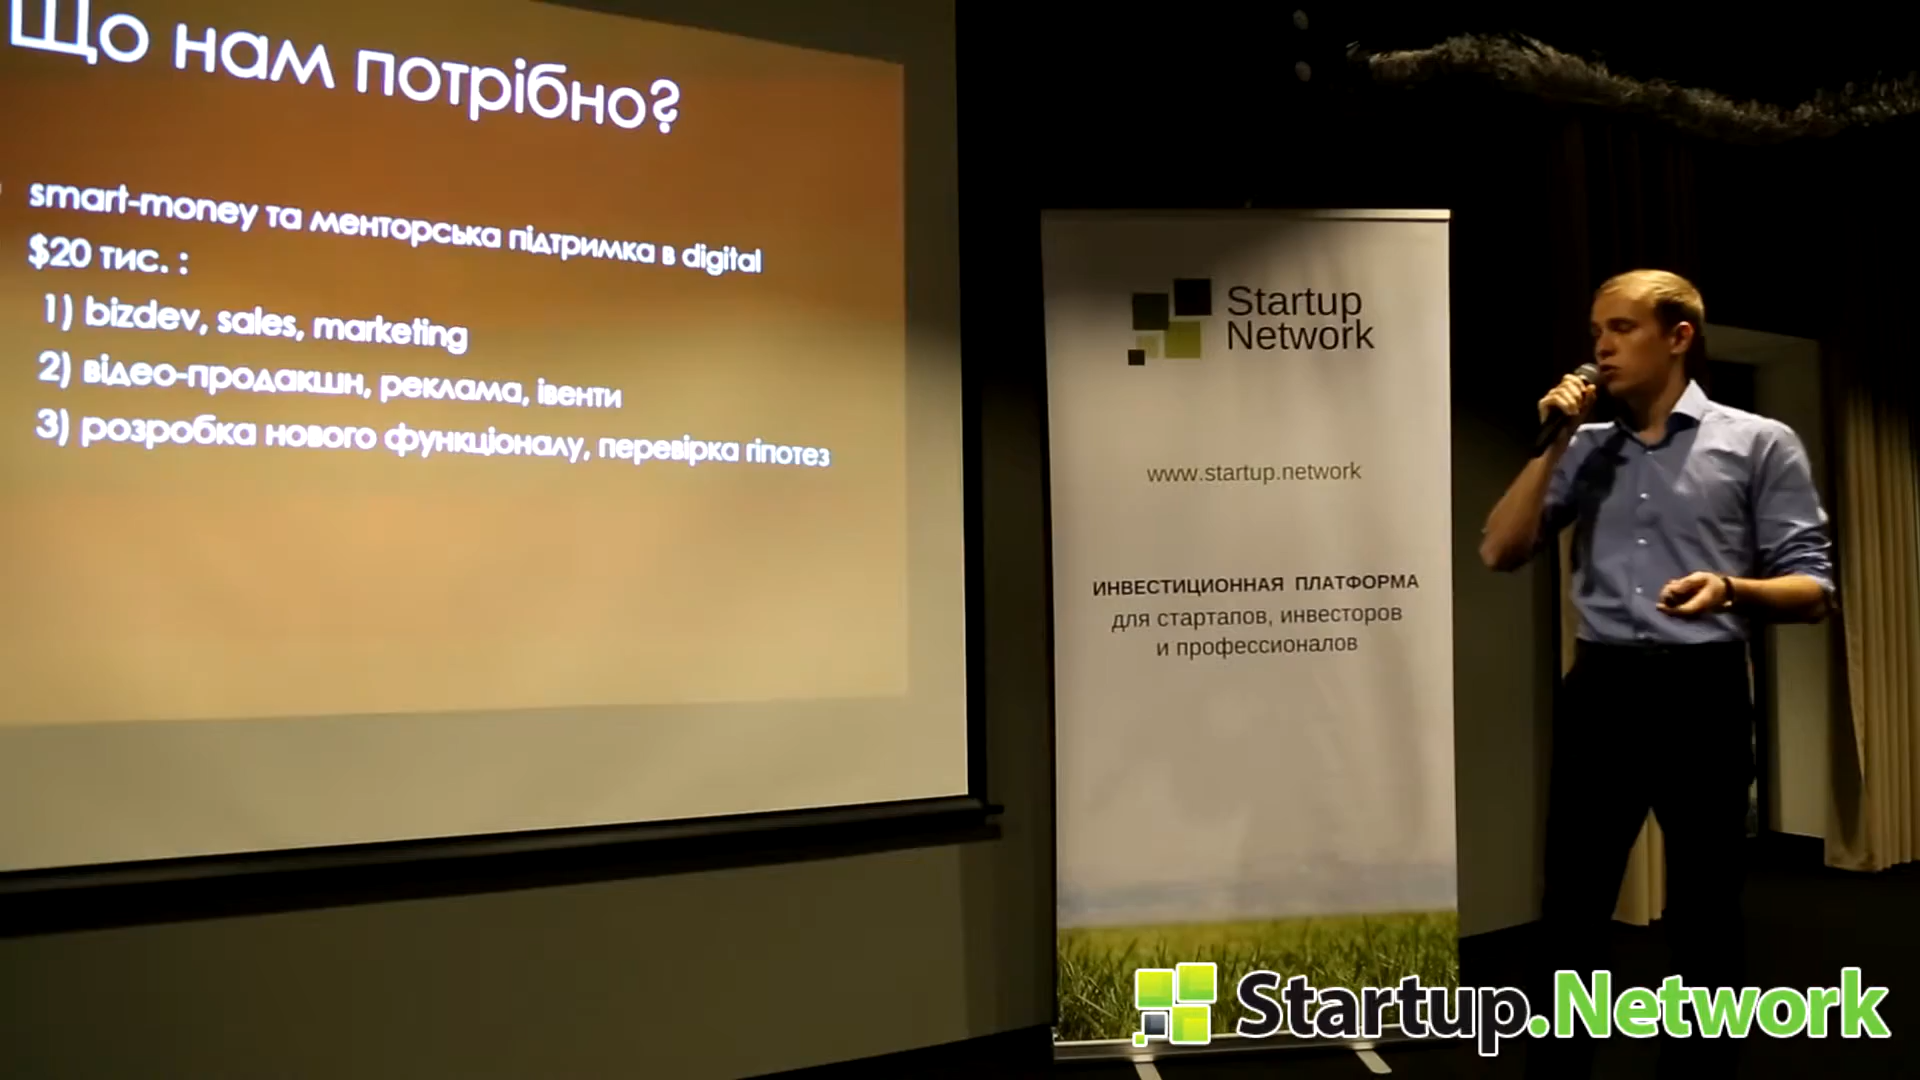 Що нам потрібно?
smart-money та менторська підтримка в digital
$20 тис. :
1) bizdev, sales, marketing
2) відео-продакшн, реклама, івенти
3) розробка нового функціоналу, перевірка гіпотез
Startup
Network
www.startup.network
ИНВЕСТИЦИОННАЯ ПЛАТФОРМА
для стартапов, инвесторов
и профессионалов
Startup.Network